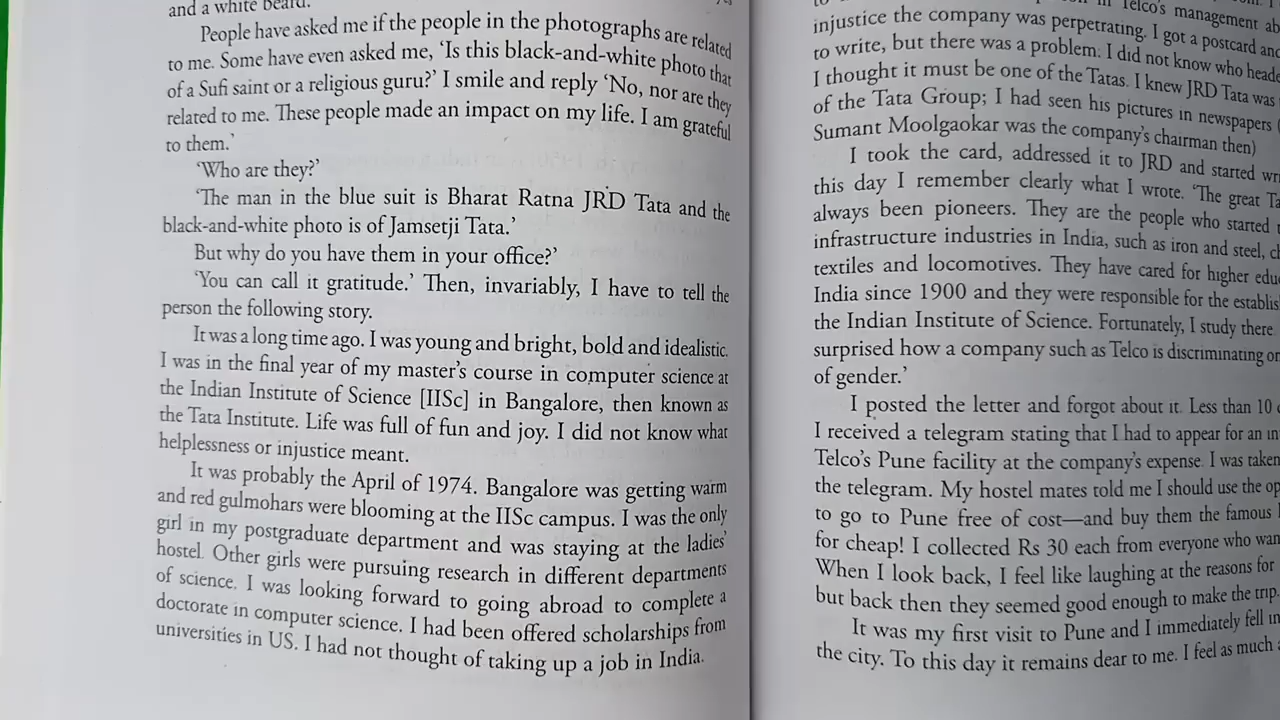 and a white beard.
People have asked me if the people in the photographs are related
to me. Some have even asked me, ‘Is this black-and-white photo that
of a Sufi saint or a religious guru?’ I smile and reply ‘No, nor are they
related to me. These people made an impact on my life. I am grateful
to them.’
‘Who are they?’
‘The man in the blue suit is Bharat Ratna JRD Tata and the
black-and-white photo is of Jamsetji Tata.’
But why do you have them in your office?’
‘You can call it gratitude.’ Then, invariably, I have to tell the
person the following story.
It was a long time ago. I was young and bright, bold and idealistic.
I was in the final year of my master’s course in computer science at
the Indian Institute of Science [IISc] in Bangalore, then known as
the Tata Institute. Life was full of fun and joy. I did not know what
helplessness or injustice meant.
It was probably the April of 1974. Bangalore was getting warm
and red gulmohars were blooming at the IISc campus. I was the only
girl in my postgraduate department and was staying at the ladies’
hostel. Other girls were pursuing research in different departments
of science. I was looking forward to going abroad to complete a
doctorate in computer science. I had been offered scholarships from
universities in US. I had not thought of taking up a job in India.
Telco’s management
injustice the company was perpetrating. I got a postcard
to write, but there was a problem: I did not know who
I thought it must be one of the Tatas. I knew JRD Tata was
of the Tata Group; I had seen his pictures in newspapers
Sumant Moolgaokar was the company’s chairman then)
I took the card, addressed it to JRD and started
this day I remember clearly what I wrote. ‘The great
always been pioneers. They are the people who started
infrastructure industries in India, such as iron and steel,
textiles and locomotives. They have cared for higher
India since 1900 and they were responsible for the
the Indian Institute of Science. Fortunately, I study there
surprised how a company such as Telco is discriminating
of gender.’
I posted the letter and forgot about it. Less than 10
I received a telegram stating that I had to appear for an
Telco’s Pune facility at the company’s expense. I was taken
the telegram. My hostel mates told me I should use the
to go to Pune free of cost—and buy them the famous
for cheap! I collected Rs 30 each from everyone who
When I look back, I feel like laughing at the reasons for
but back then they seemed good enough to make the trip.
It was my first visit to Pune and I immediately fell
the city. To this day it remains dear to me. I feel as much